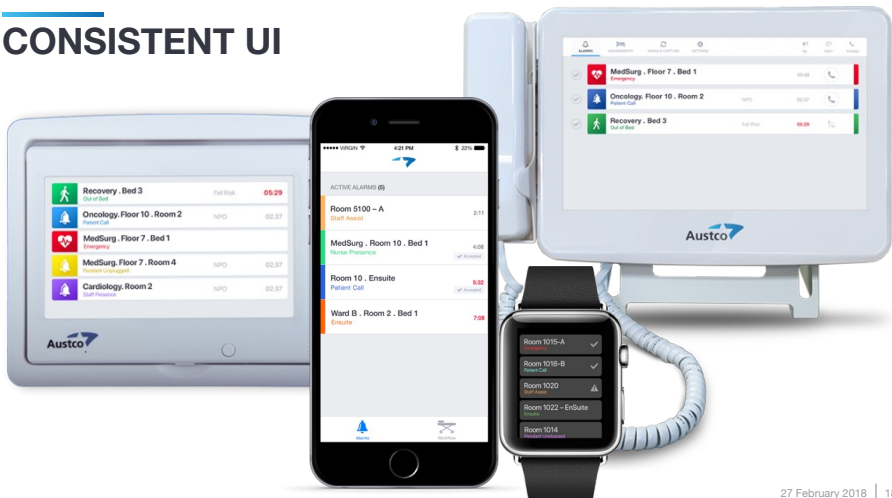 CONSISTENT UI
ALARMS
ASSIGNMENTS
SETTINGS
TEXT
PHONE
MedSurg . Floor 7 . Bed 1
Emergency
00:48
Oncology. Floor 10 . Room 2
Patient Call
NPO
02:37
Recovery . Bed 3
Out of Bed
Fall Risk
05:29
Austco
Recovery . Bed 3
Out of Bed
Fall Risk
05:29
Oncology. Floor 10 . Room 2
Patient Call
NPO
02:37
MedSurg . Floor 7 . Bed 1
Emergency
MedSurg. Floor 7 . Room 4
Pendant Unplugged
NPO
02:37
Cardiology. Room 2
Staff Presence
NPO
02:37
Austco
VIRGIN
4:21 PM
22%
ACTIVE ALARMS (5)
Room 5100 – A
Staff Assist
2:11
MedSurg . Room 10 . Bed 1
Nurse Presence
4:08
Accepted
Room 10 . Ensuite
Patient Call
5:32
Accepted
Ward B . Room 2 . Bed 1
Ensuite
7:08
Alarms
Workflow
Room 1015-A
Emergency
Room 1018-B
Patient Call
Room 1020
Staff Assist
Room 1022 – EnSuite
Ensuite
Room 1014
Pendant Unplugged
27 February 2018